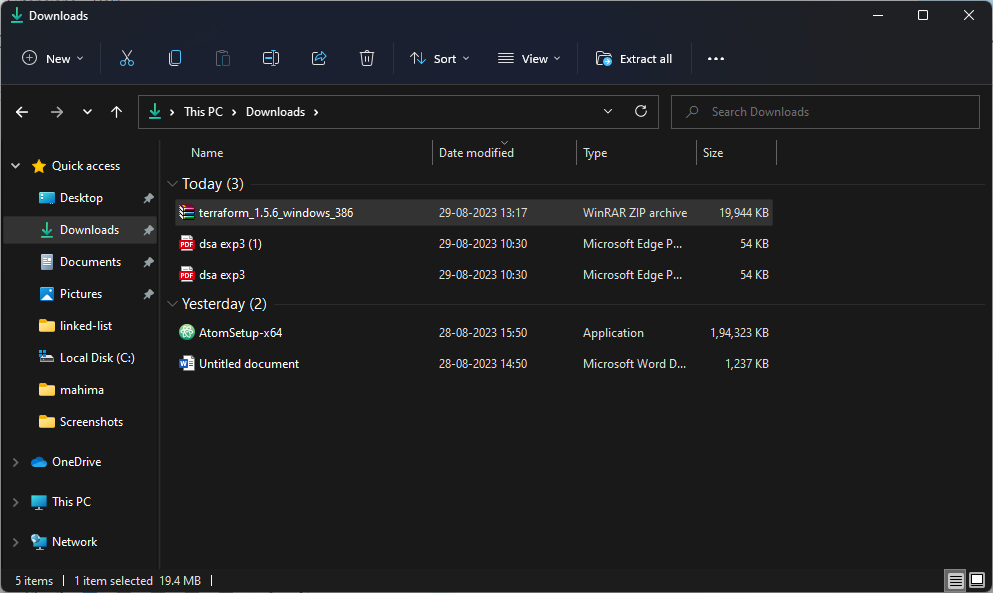 Downloads
New
Sort
View
Extract all
This PC
Downloads
Search Downloads
Name Date modified Type Size
Quick access
Desktop
Downloads
Documents
Pictures
linked-list
Local Disk (C:)
mahima
Screenshots
OneDrive
This PC
Network
Today (3)
terraform_1.5.6_windows_386 29-08-2023 13:17 WinRAR ZIP archive 19,944 KB
PDF dsa exp3 (1) 29-08-2023 10:30 Microsoft Edge P... 54 KB
PDF dsa exp3 29-08-2023 10:30 Microsoft Edge P... 54 KB
Yesterday (2)
AtomSetup-x64 28-08-2023 15:50 Application 1,94,323 KB
Untitled document 28-08-2023 14:50 Microsoft Word D... 1,237 KB
5 items 1 item selected 19.4 MB